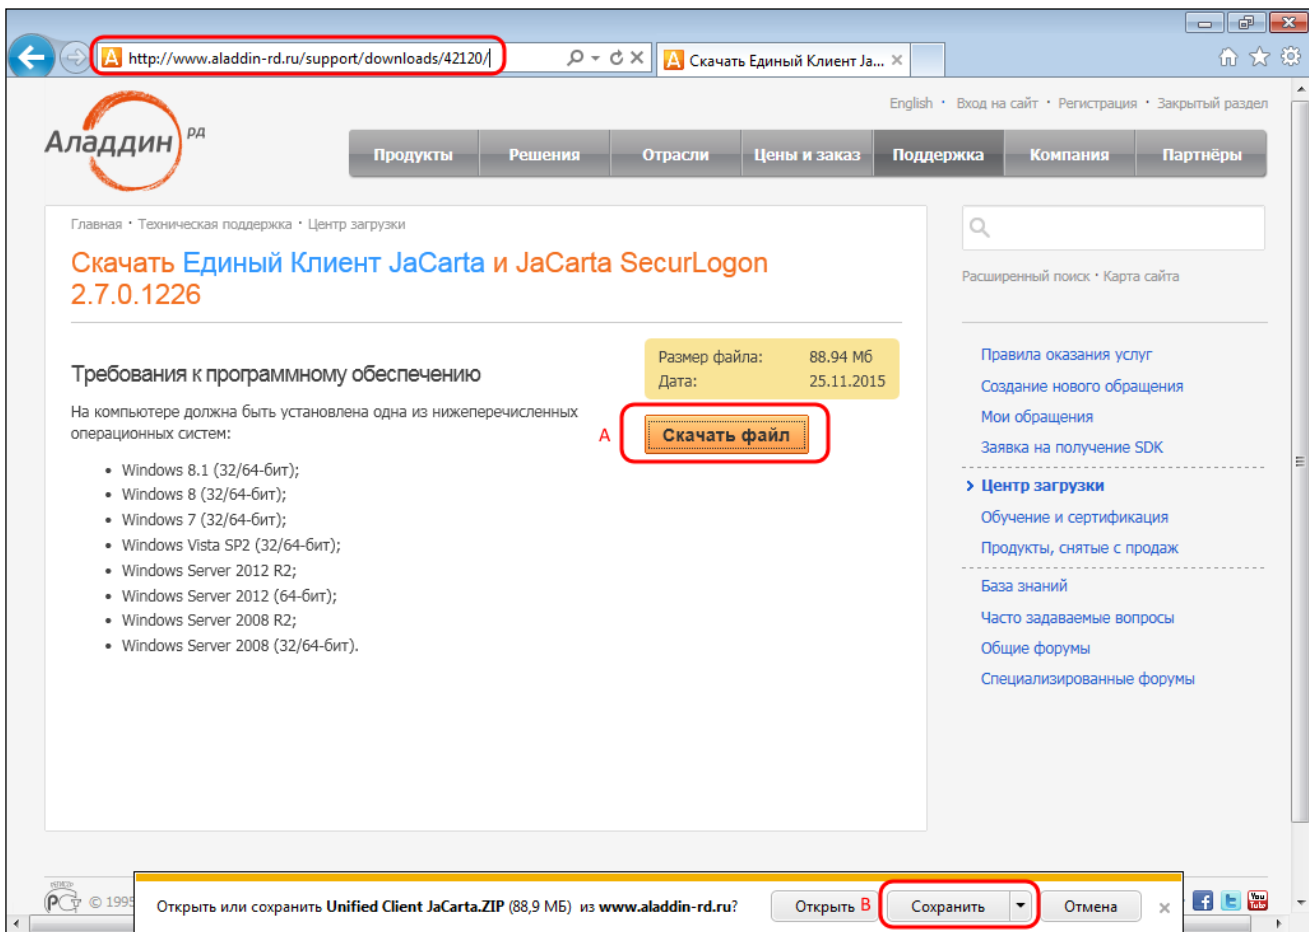 http://www.aladdin-rd.ru/support/downloads/42120/
Скачать Единый Клиент Ja...
English · Вход на сайт · Регистрация · Закрытый раздел
Аладдин РД
Продукты Решения Отрасли Цены и заказ Поддержка Компания Партнёры
Главная · Техническая поддержка · Центр загрузки
Скачать Единый Клиент JaCarta и JaCarta SecurLogon
2.7.0.1226
Расширенный поиск · Карта сайта
Требования к программному обеспечению
На компьютере должна быть установлена одна из нижеперечисленных
операционных систем:
• Windows 8.1 (32/64-бит);
• Windows 8 (32/64-бит);
• Windows 7 (32/64-бит);
• Windows Vista SP2 (32/64-бит);
• Windows Server 2012 R2;
• Windows Server 2012 (64-бит);
• Windows Server 2008 R2;
• Windows Server 2008 (32/64-бит).
Размер файла: 88.94 Мб
Дата: 25.11.2015
A
Скачать файл
Правила оказания услуг
Создание нового обращения
Мои обращения
Заявка на получение SDK
Центр загрузки
Обучение и сертификация
Продукты, снятые с продаж
База знаний
Часто задаваемые вопросы
Общие форумы
Специализированные форумы
© 1995
Открыть или сохранить Unified Client JaCarta.ZIP (88,9 МБ) из www.aladdin-rd.ru?
Открыть B Сохранить Отмена
You Tube